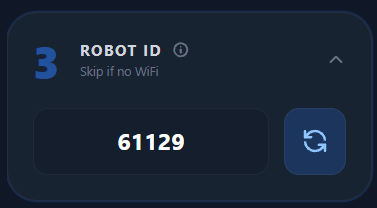 3
ROBOT ID
Skip if no WiFi
61129